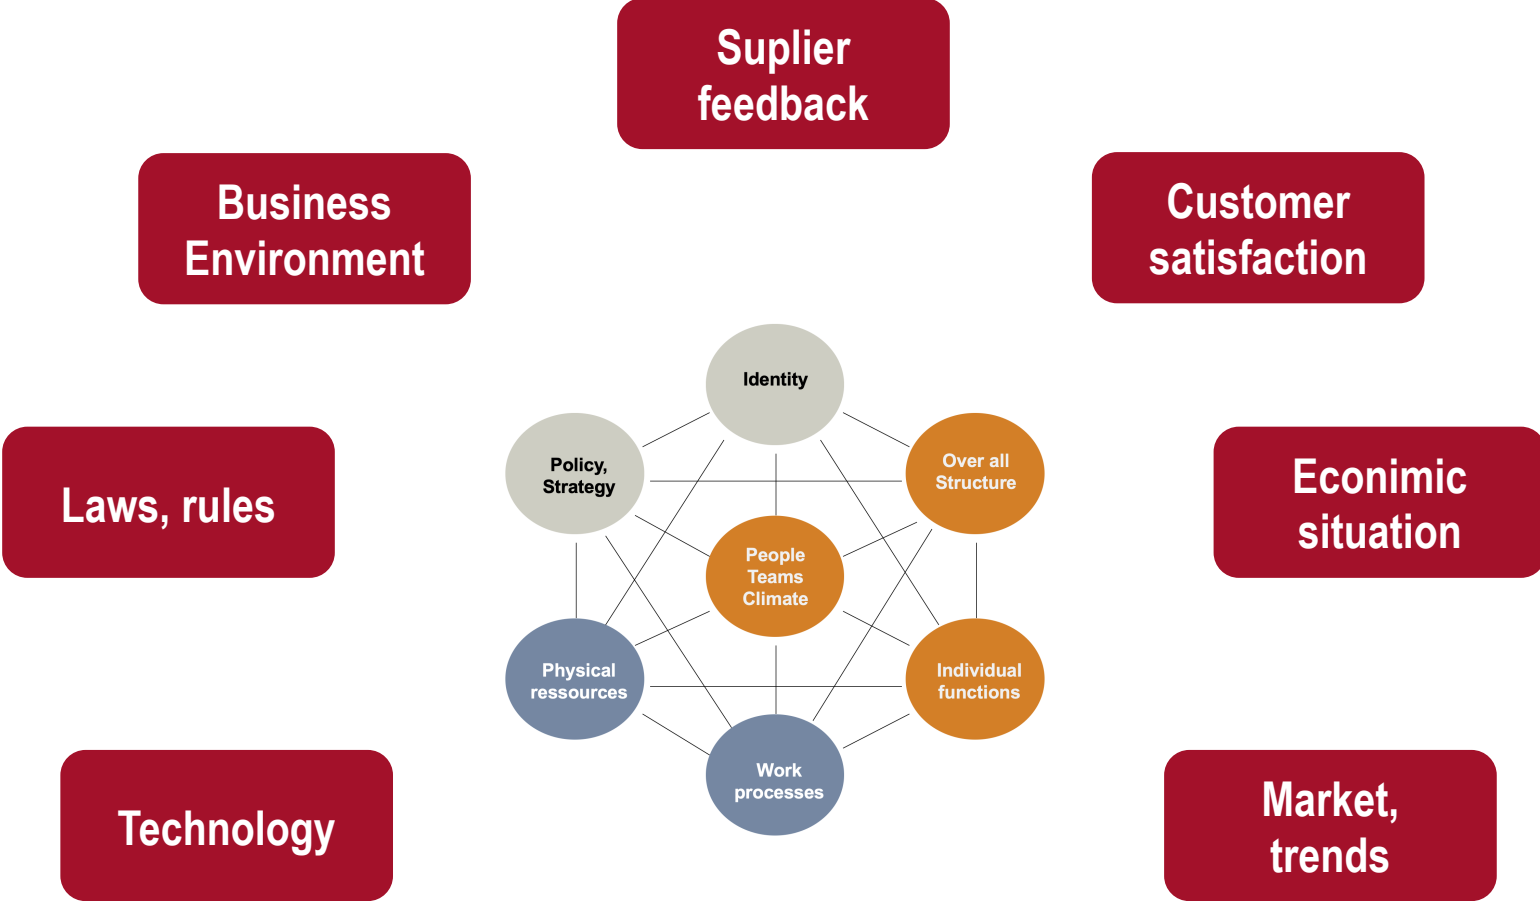 Suplier
feedback
Business
Environment
Customer
satisfaction
Identity
Policy,
Strategy
Over all
Structure
Laws, rules
Econimic
situation
People
Teams
Climate
Physical
ressources
Individual
functions
Work
processes
Technology
Market,
trends